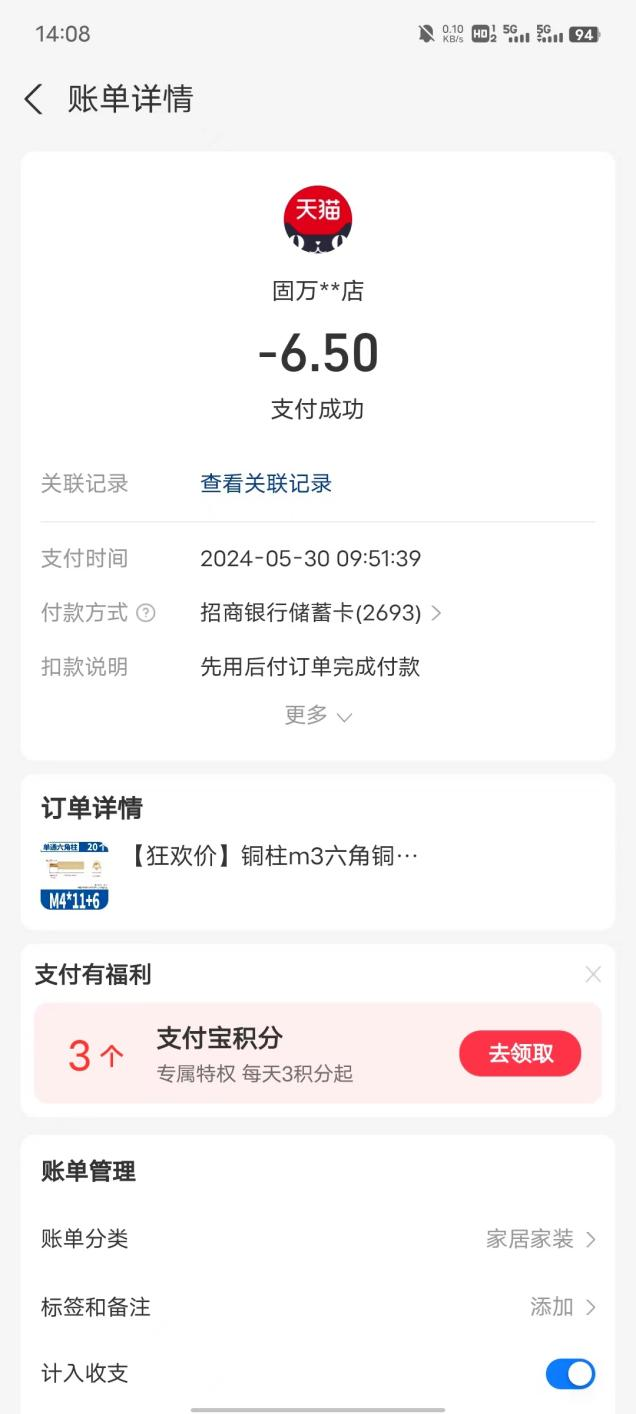 14:08
0.10 KB/s HD 1 2 5G 5G 94
账单详情
天猫
固万**店
-6.50
支付成功
关联记录 查看关联记录
支付时间 2024-05-30 09:51:39
付款方式 ? 招商银行储蓄卡(2693)
扣款说明 先用后付订单完成付款
更多
订单详情
单通六角柱 20个
【狂欢价】铜柱m3六角铜…
M4*11+6
支付有福利
3个 支付宝积分
专属特权 每天3积分起
去领取
账单管理
账单分类 家居家装
标签和备注 添加
计入收支